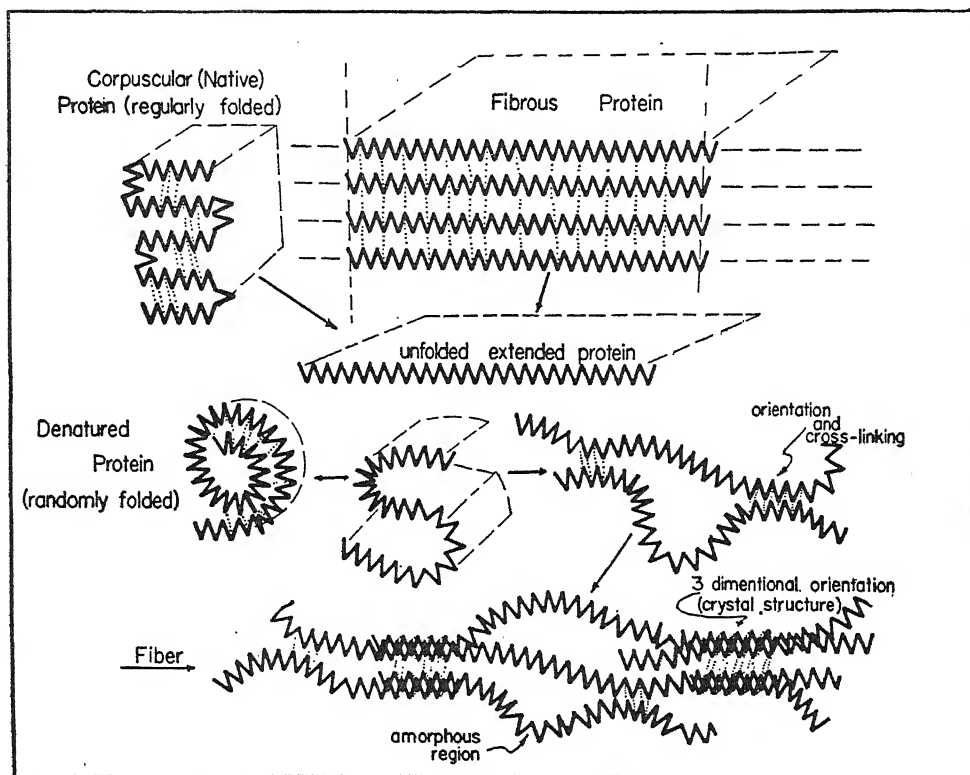 Corpuscular (Native)
Protein (regularly folded)
Fibrous Protein
unfolded extended protein
Denatured
Protein
(randomly folded)
orientation
and
cross-linking
3 dimentional. orientation
(crystal structure)
Fiber
amorphous
region